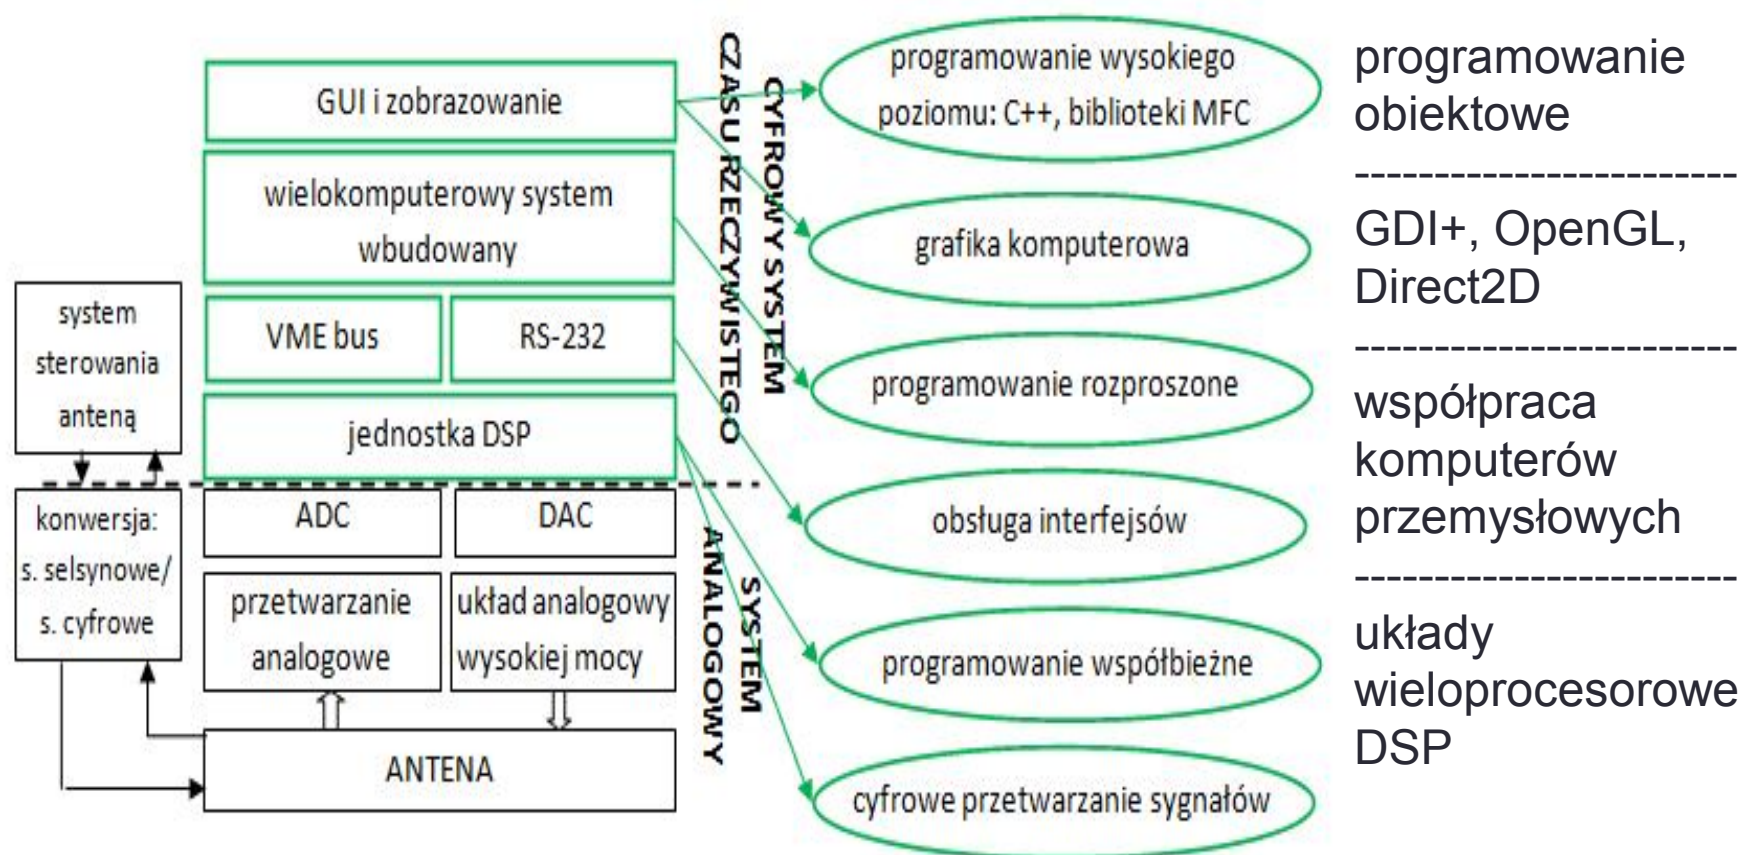 GUI i zobrazowanie
wielokomputerowy system
wbudowany
VME bus
RS-232
jednostka DSP
system
sterowania
anteną
konwersja:
s. selsynowe/
s. cyfrowe
ADC
DAC
przetwarzanie
analogowe
układ analogowy
wysokiej mocy
ANTENA
CYFROWY SYSTEM
CZASU RZECZYWISTEGO
SYSTEM
ANALOGOWY
programowanie wysokiego
poziomu: C++, biblioteki MFC
grafika komputerowa
programowanie rozproszone
obsługa interfejsów
programowanie współbieżne
cyfrowe przetwarzanie sygnałów
programowanie
obiektowe
------------------------
GDI+, OpenGL,
Direct2D
------------------------
współpraca
komputerów
przemysłowych
------------------------
układy
wieloprocesorowe
DSP